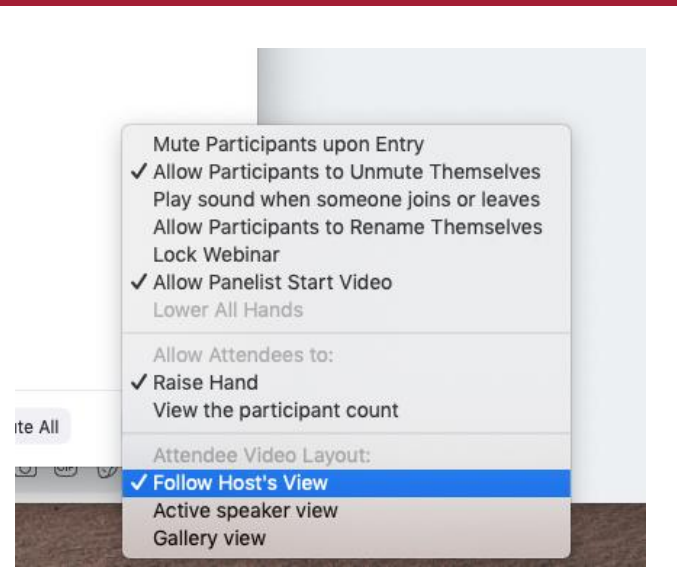 Mute Participants upon Entry
✓ Allow Participants to Unmute Themselves
Play sound when someone joins or leaves
Allow Participants to Rename Themselves
Lock Webinar
✓ Allow Panelist Start Video
Lower All Hands
Allow Attendees to:
✓ Raise Hand
View the participant count
ute All
Attendee Video Layout:
✓ Follow Host's View
Active speaker view
Gallery view